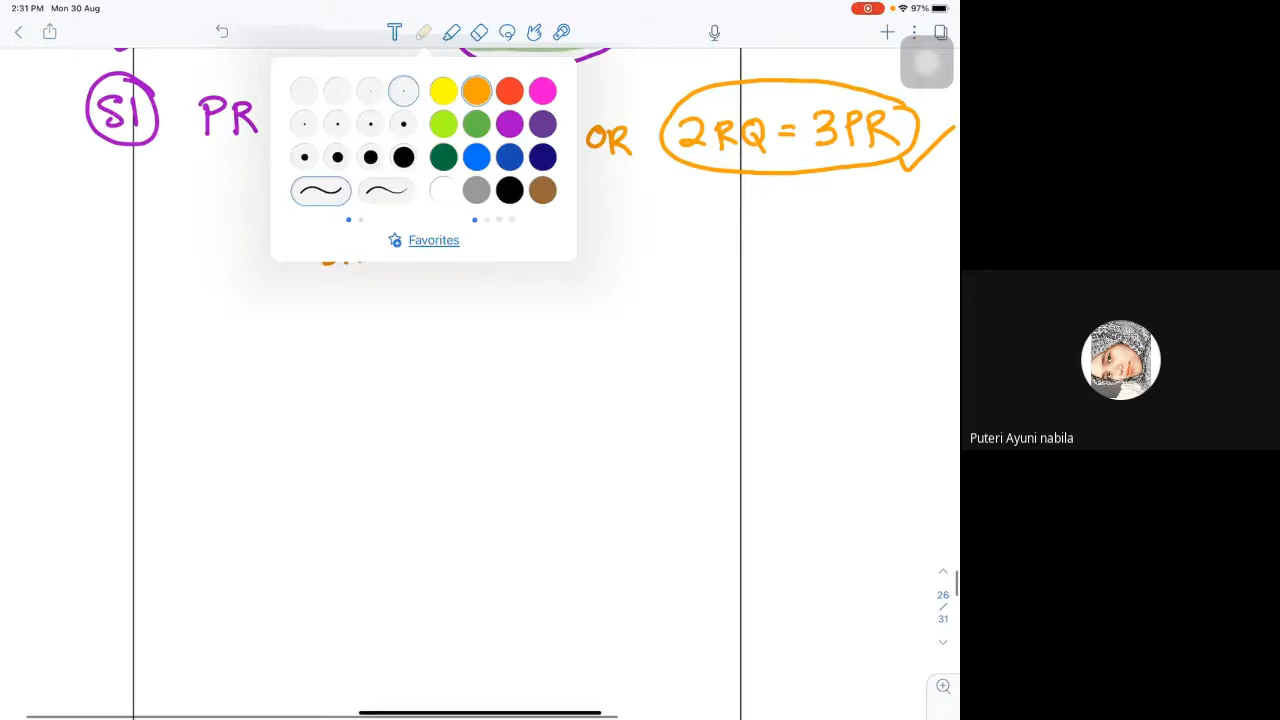 2:31 PM Mon 30 Aug
97%
T
S1 PR
OR 2RQ = 3PR
Favorites
Puteri Ayuni nabila
26
/
31